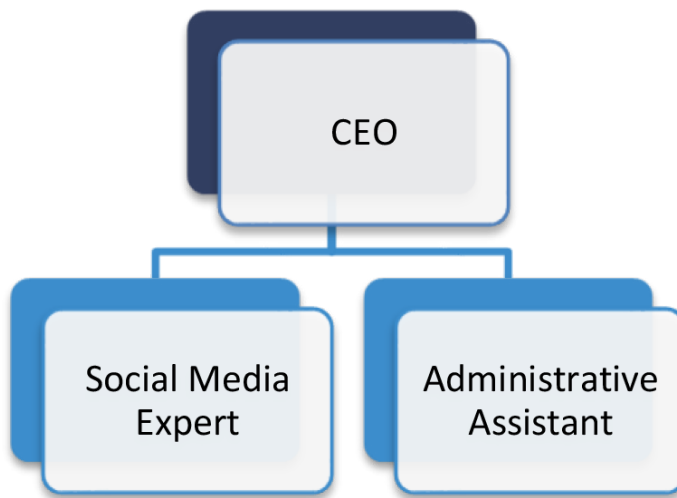 CEO
Social Media
Expert
Administrative
Assistant